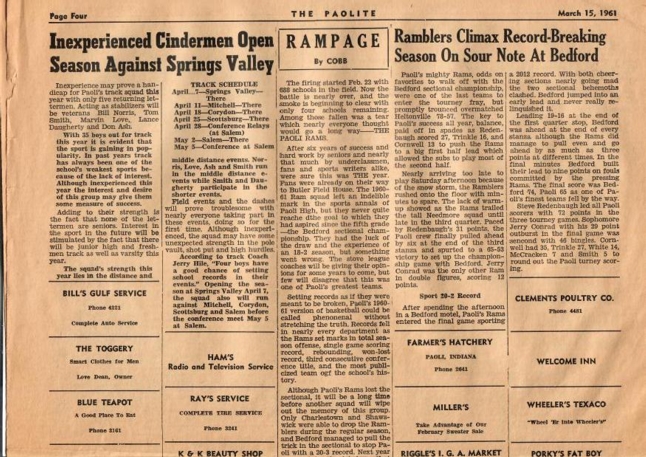 Page Four
THE PAOLITE
March 15, 1961
Inexperienced Cindermen Open
Season Against Springs Valley
Inexperience may prove a handicap for Paoli's track squad this
year with only five returning lettermen. Acting as stabilizers will
be veterans Bill Norris, Tom
Smith, Marvin Love, Lance
Daugherty and Don Ash.
With 35 boys out for track
this year it is evident that the
sport is gaining in popularity. In past years track
has always been one of the
school's weakest sports because of the lack of interest.
Although inexperienced this
year the interest and desire
of this group may give them
some measure of success.
Adding to their strength is
the fact that none of the lettermen are seniors. Interest in
the sport in the future will be
stimulated by the fact that there
will be junior high and freshmen track as well as varsity this
year.
The squad's strength this
year lies in the distance and
TRACK SCHEDULE
April 7—Springs Valley—
There
April 11—Mitchell—There
April 18—Corydon—There
April 25—Scottsburg—There
April 28—Conference Relays
(at Salem)
May 2—Salem—There
May 5—Conference at Salem
middle distance events. Norris, Love, Ash and Smith run
in the middle distance events while Smith and Daugherty participate in the
shorter events.
Field events and the dashes
will prove troublesome with
nearly everyone taking part in
these events, doing so for the
first time. Although inexperienced, the squad may have some
unexpected strength in the pole
vault, shot put and high hurdles.
According to track Coach
Jerry Hile, "Four boys have
a good chance of setting
school records in their
events." Opening the season at Springs Valley April 7,
the squad also will run
against Mitchell, Corydon,
Scottsburg and Salem before
the conference meet May 5
at Salem.
RAMPAGE
By COBB
The firing started Feb. 22 with
688 schools in the field. Now the
battle is nearly over, and the
smoke is beginning to clear with
only four schools remaining.
Among those fallen was a team
which nearly everyone thought
would go a long way—THE
PAOLI RAMS.
After six years of success and
hard work by seniors and nearly
that much by underclassmen,
fans and sports writers alike,
were sure this was THE year.
Fans were already on their way
to Butler Field House. The 1960-61 Ram squad left an indelible
mark in the sports annals of
Paoli High, but they never quite
reached the goal to which they
had aspired since the fifth grade
—the Bedford sectional championship. They had the luck of
the draw and the experience of
an 18-2 season, but something
went wrong. The stove league
coaches will be giving their opinions for some years to come, but
few will disagree that this was
one of Paoli's greatest teams.
Setting records as if they were
meant to be broken, Paoli's 1960-61 version of basketball could be
called phenomenal without
stretching the truth. Records fell
in nearly every department as
the Rams set marks in total season offense, single game scoring
record, rebounding, won-lost
record, third consecutive conference title, and the most publicized team of the school's history.
Although Paoli's Rams lost the
sectional, it will be a long time
before another squad will wipe
out the memory of this group.
Only Charlestown and Shawswick were able to drop the Ramblers during the regular season,
and Bedford managed to pull the
trick in the sectional to stop Paoli with a 20-3 record. Next year
Ramblers Climax Record-Breaking
Season On Sour Note At Bedford
Paoli's mighty Rams, odds on
favorites to walk off with the
Bedford sectional championship,
were one of the last teams to
enter the tourney fray, but
promptly trounced overmatched
Heltonville 78-57. The key to
Paoli's success all year, balance,
paid off in spades as Redenbaugh scored 27, Trinkle 16, and
Cornwell 13 to push the Rams
to a big first half lead which
allowed the subs to play most of
the second half.
Nearly arriving too late to
play Saturday afternoon because
of the snow storm, the Ramblers
rushed onto the floor with minutes to spare. The lack of warmup showed as the Rams trailed
the tall Needmore squad until
late in the third quarter. Paced
by Redenbaugh's 31 points, the
Paoli crew finally pulled ahead
by six at the end of the third
stanza and spurted to a 65-53
victory to set up the championship game with Bedford. Jerry
Conrad was the only other Ram
in double figures, scoring 12
points.
Sport 20-2 Record
After spending the afternoon
in a Bedford motel, Paoli's Rams
entered the final game sporting
a 20-2 record. With both cheering sections nearly going mad the
two sectional behemoths
clashed. Bedford jumped into an
early lead and never really relinquished it.
Leading 19-16 at the end of
the first quarter stop, Bedford
was ahead at the end of every
stanza although the Rams did
manage to pull even and go
ahead by as much as three
points at different times. In the
final minutes Bedford built
their lead to nine points on fouls
committed by the pressing
Rams. The final score was Bedford 74, Paoli 65 as one of Paoli's finest teams fell by the way.
Steve Redenbaugh led all Paoli
scorers with 73 points in the
three tourney games. Sophomore
Jerry Conrad with his 29 point
outburst in the final game was
second with 46 tallies. Cornwell had 31, Trinkle 27, White 14,
McCracken 7 and Smith 5 to
round out the Paoli tourney scoring.
BILL'S GULF SERVICE
Complete Auto Service
THE TOGGERY
Smart Clothes for Men
Love Dean, Owner
BLUE TEAPOT
A Good Place To Eat
Phone 3161
HAM'S
Radio and Television Service
RAY'S SERVICE
COMPLETE TIRE SERVICE
Phone 3241
K & K BEAUTY SHOP
FARMER'S HATCHERY
PAOLI, INDIANA
MILLER'S
Take Advantage of Our
February Sweater Sale
RIGGLE'S I. G. A. MARKET
CLEMENTS POULTRY CO.
Phone 4401
WELCOME INN
WHEELER'S TEXACO
"Wheel 'Er Into Wheeler's"
PORKY'S FAT BOY